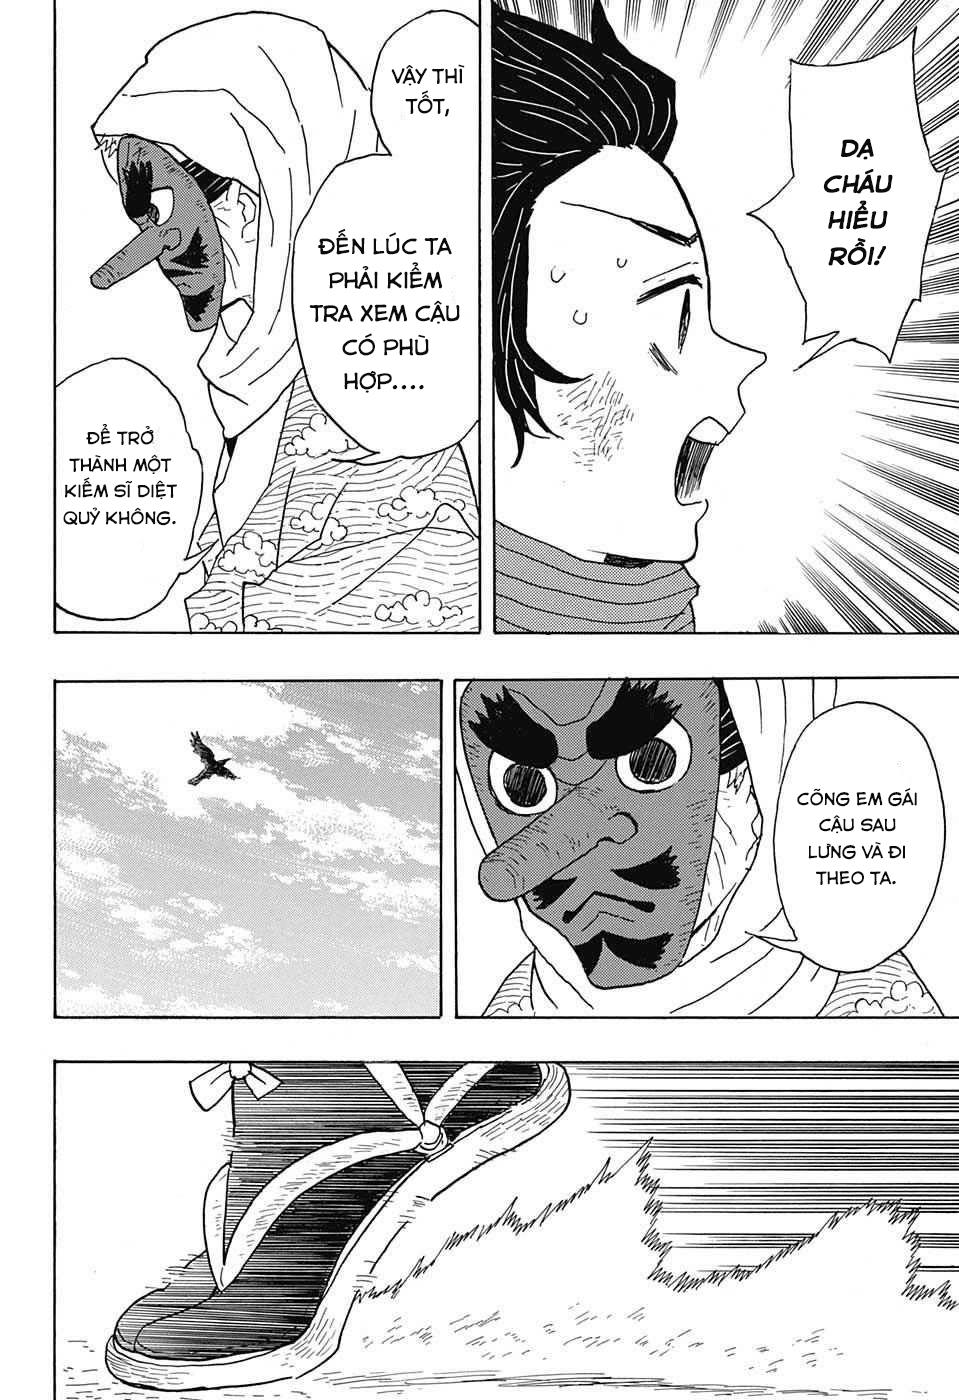 DẠ
CHÁU
HIỂU
RỒI!
VẬY THÌ
TỐT,
ĐẾN LÚC TA
PHẢI KIỂM
TRA XEM CẬU
CÓ PHÙ
HỢP....
ĐỂ TRỞ
THÀNH MỘT
KIẾM SĨ DIỆT
QUỶ KHÔNG.
CÕNG EM GÁI
CẬU SAU
LƯNG VÀ ĐI
THEO TA.